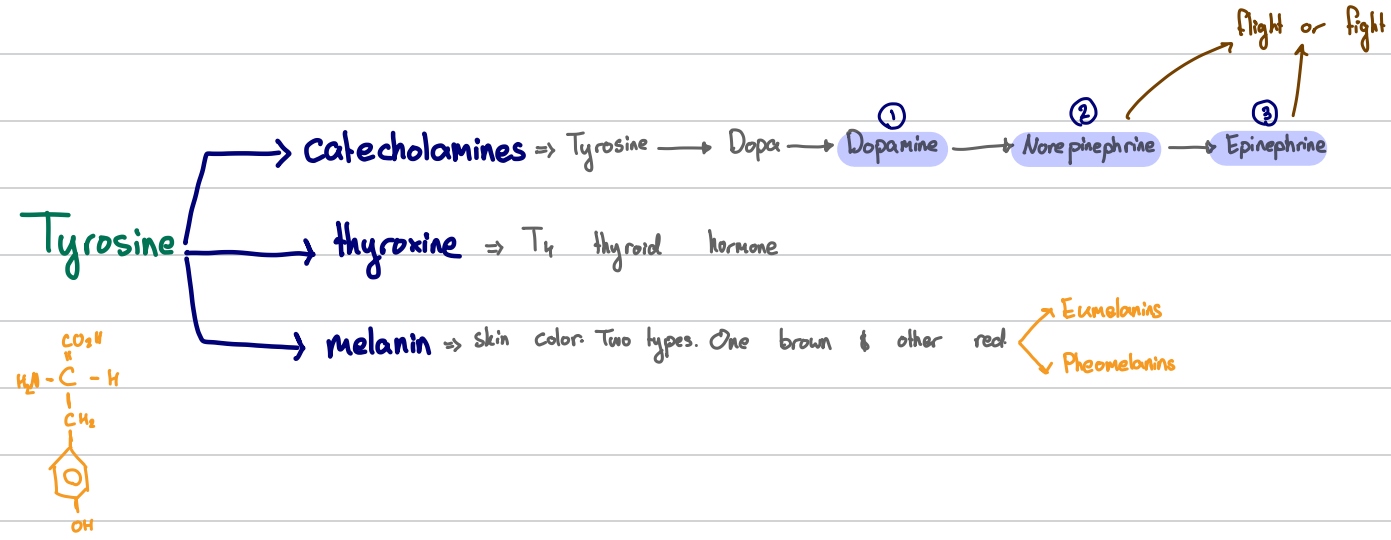 flight or fight
① ② ③
Catecholamines ⇒ Tyrosine → Dopa → Dopamine → Norepinephrine → Epinephrine
Tyrosine
thyroxine ⇒ T4 thyroid hormone
melanin ⇒ skin color. Two types. One brown & other red
Eumelanins
Pheomelanins
CO2H
H2N - C - H
CH2
OH